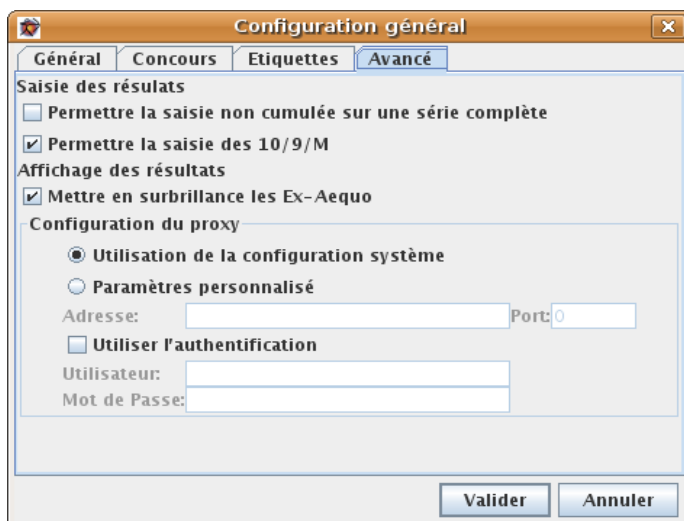 Configuration général
Général Concours Etiquettes Avancé
Saisie des résulats
Permettre la saisie non cumulée sur une série complète
Permettre la saisie des 10/9/M
Affichage des résultats
Mettre en surbrillance les Ex-Aequo
Configuration du proxy
Utilisation de la configuration système
Paramètres personnalisé
Adresse: Port: 0
Utiliser l'authentification
Utilisateur:
Mot de Passe:
Valider Annuler